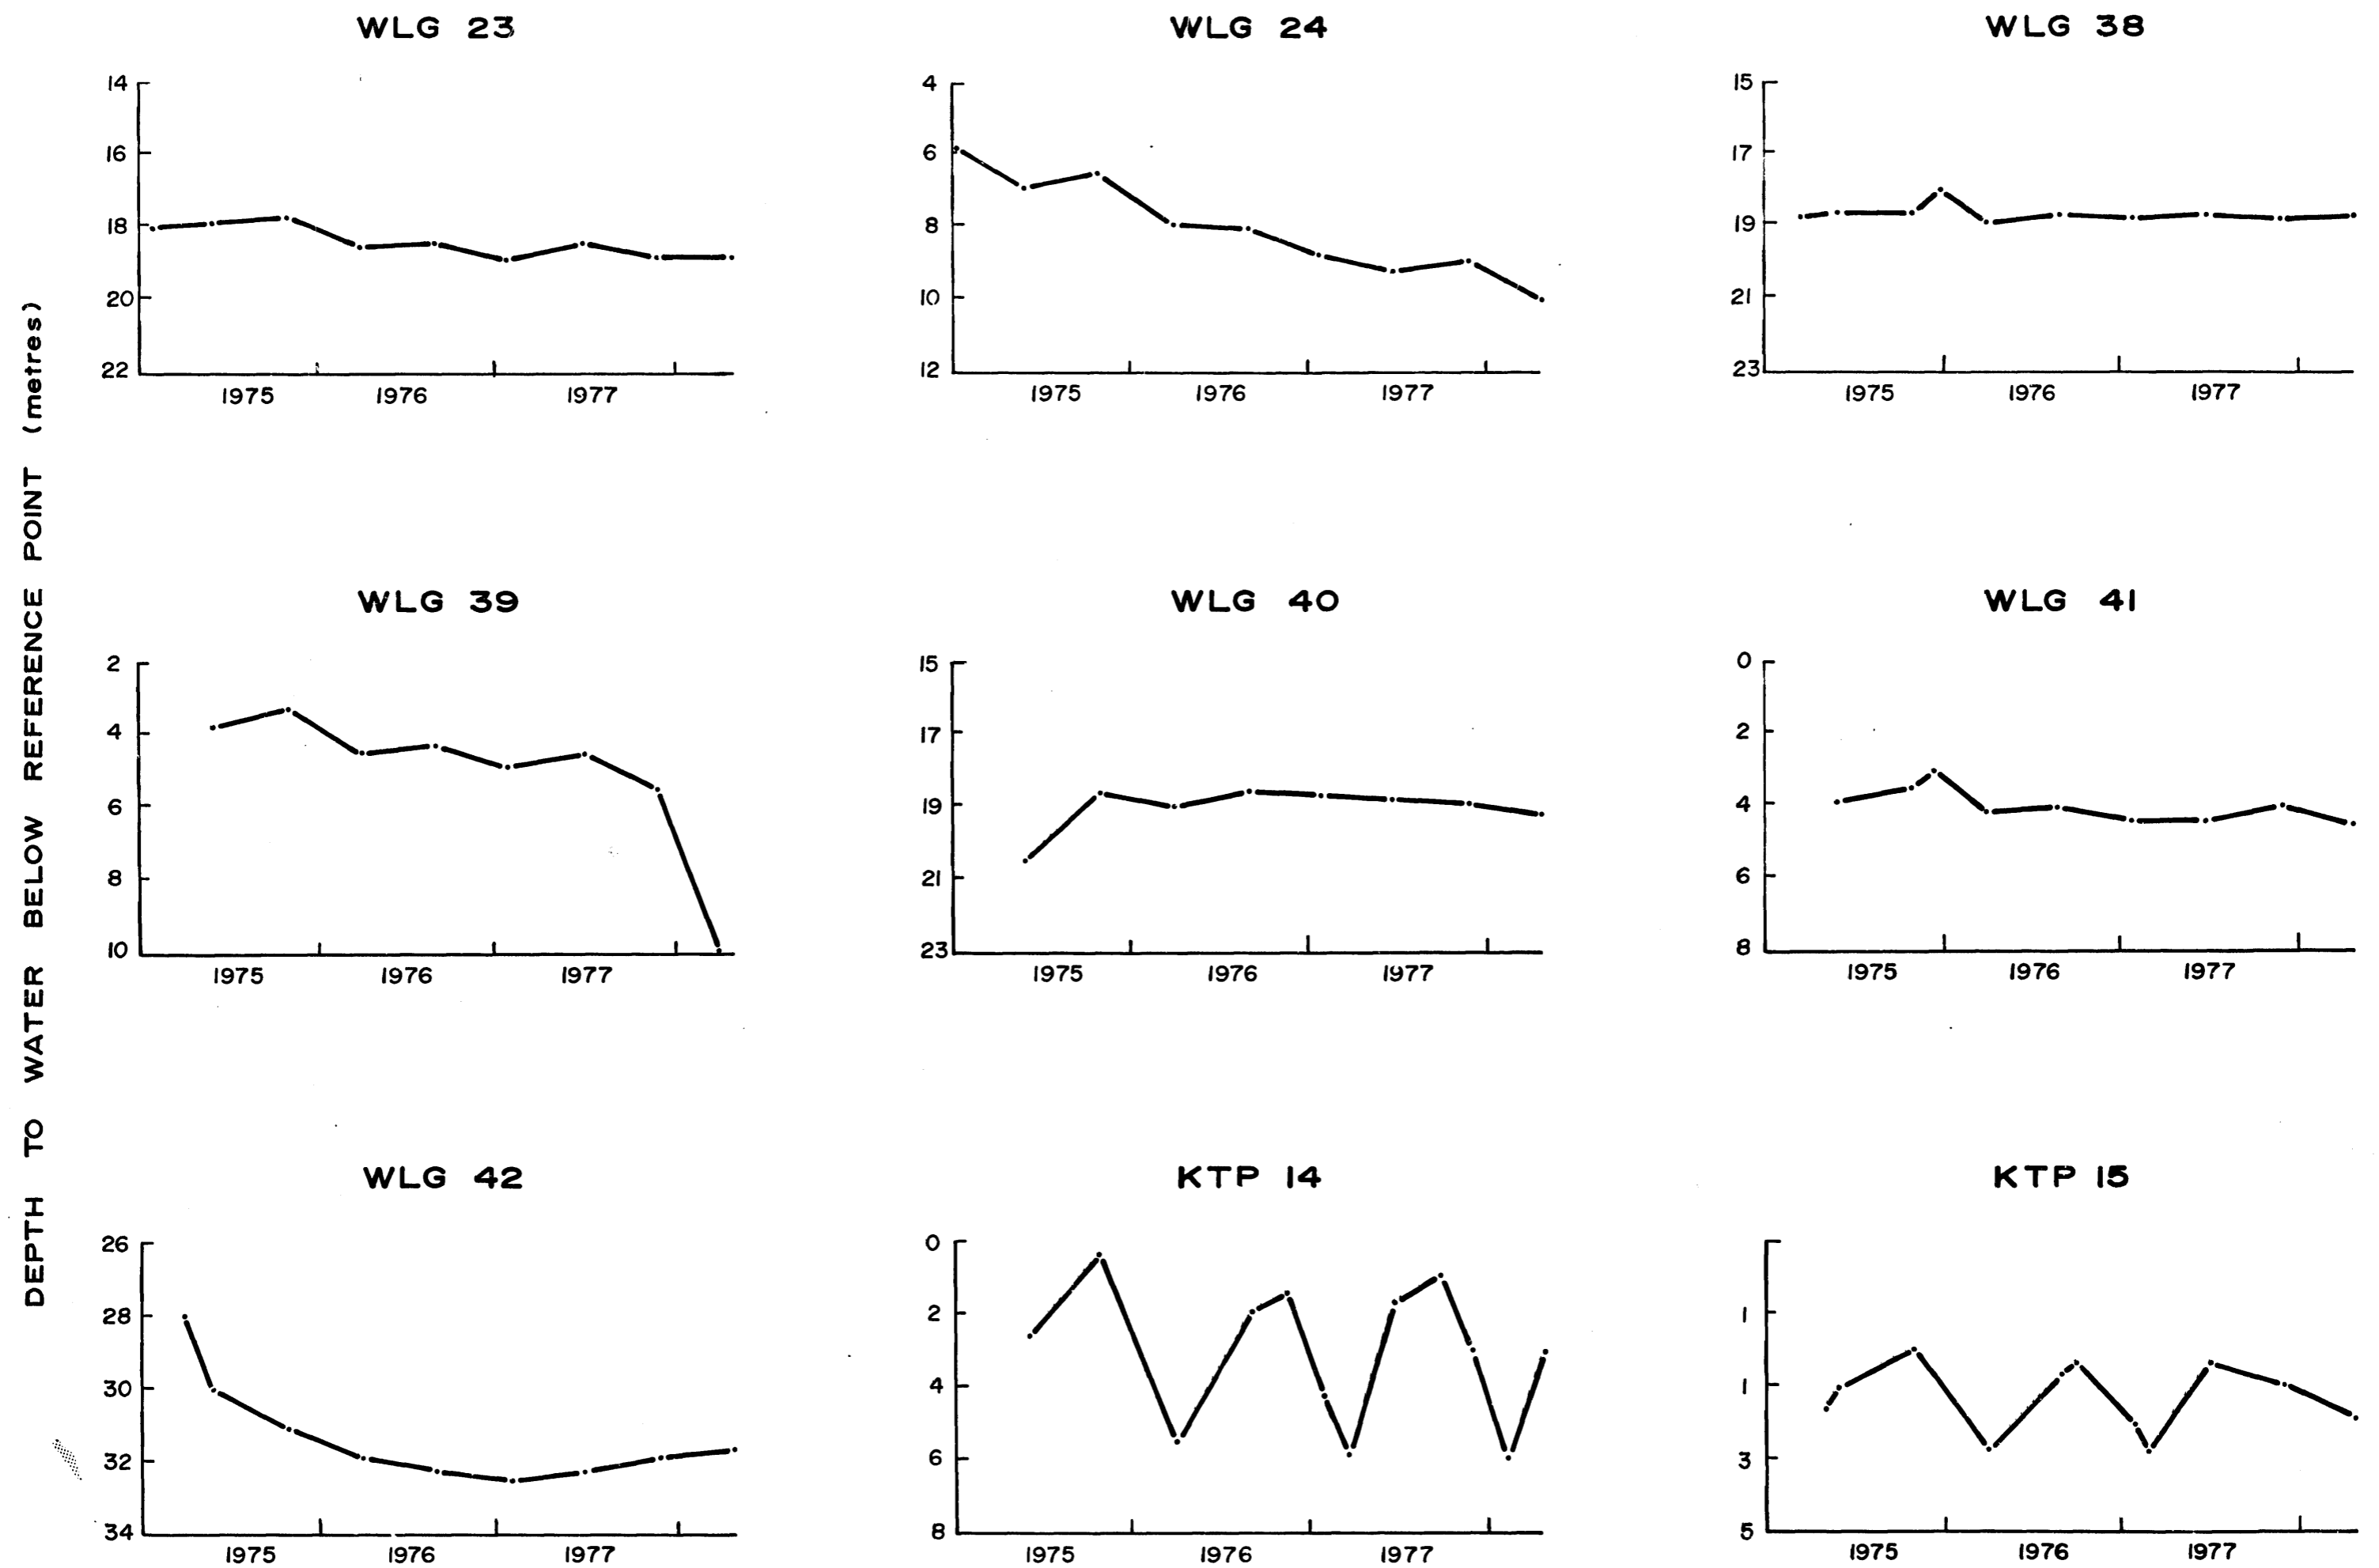 DEPTH TO WATER BELOW REFERENCE POINT (metres)
WLG 23
14
16
18
20
22
1975 1976 1977
WLG 24
4
6
8
10
12
1975 1976 1977
WLG 38
15
17
19
21
23
1975 1976 1977
WLG 39
2
4
6
8
10
1975 1976 1977
WLG 40
15
17
19
21
23
1975 1976 1977
WLG 41
0
2
4
6
8
1975 1976 1977
WLG 42
26
28
30
32
34
1975 1976 1977
KTP 14
0
2
4
6
8
1975 1976 1977
KTP 15
1
1
3
5
1975 1976 1977